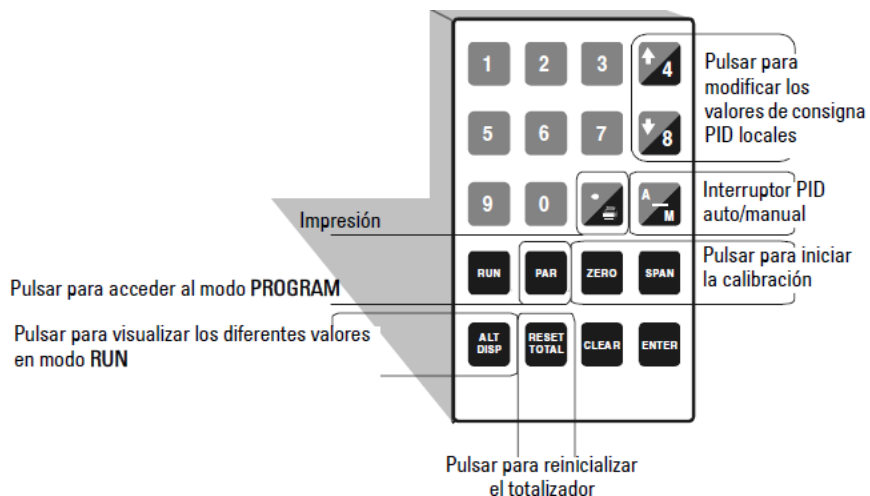 1 2 3 4
Pulsar para
modificar los
valores de consigna
PID locales
5 6 7 8
9 0 A M
Interruptor PID
auto/manual
Impresión
RUN PAR ZERO SPAN
Pulsar para iniciar
la calibración
Pulsar para acceder al modo PROGRAM
Pulsar para visualizar los diferentes valores
en modo RUN
ALT DISP RESET TOTAL CLEAR ENTER
Pulsar para reinicializar
el totalizador